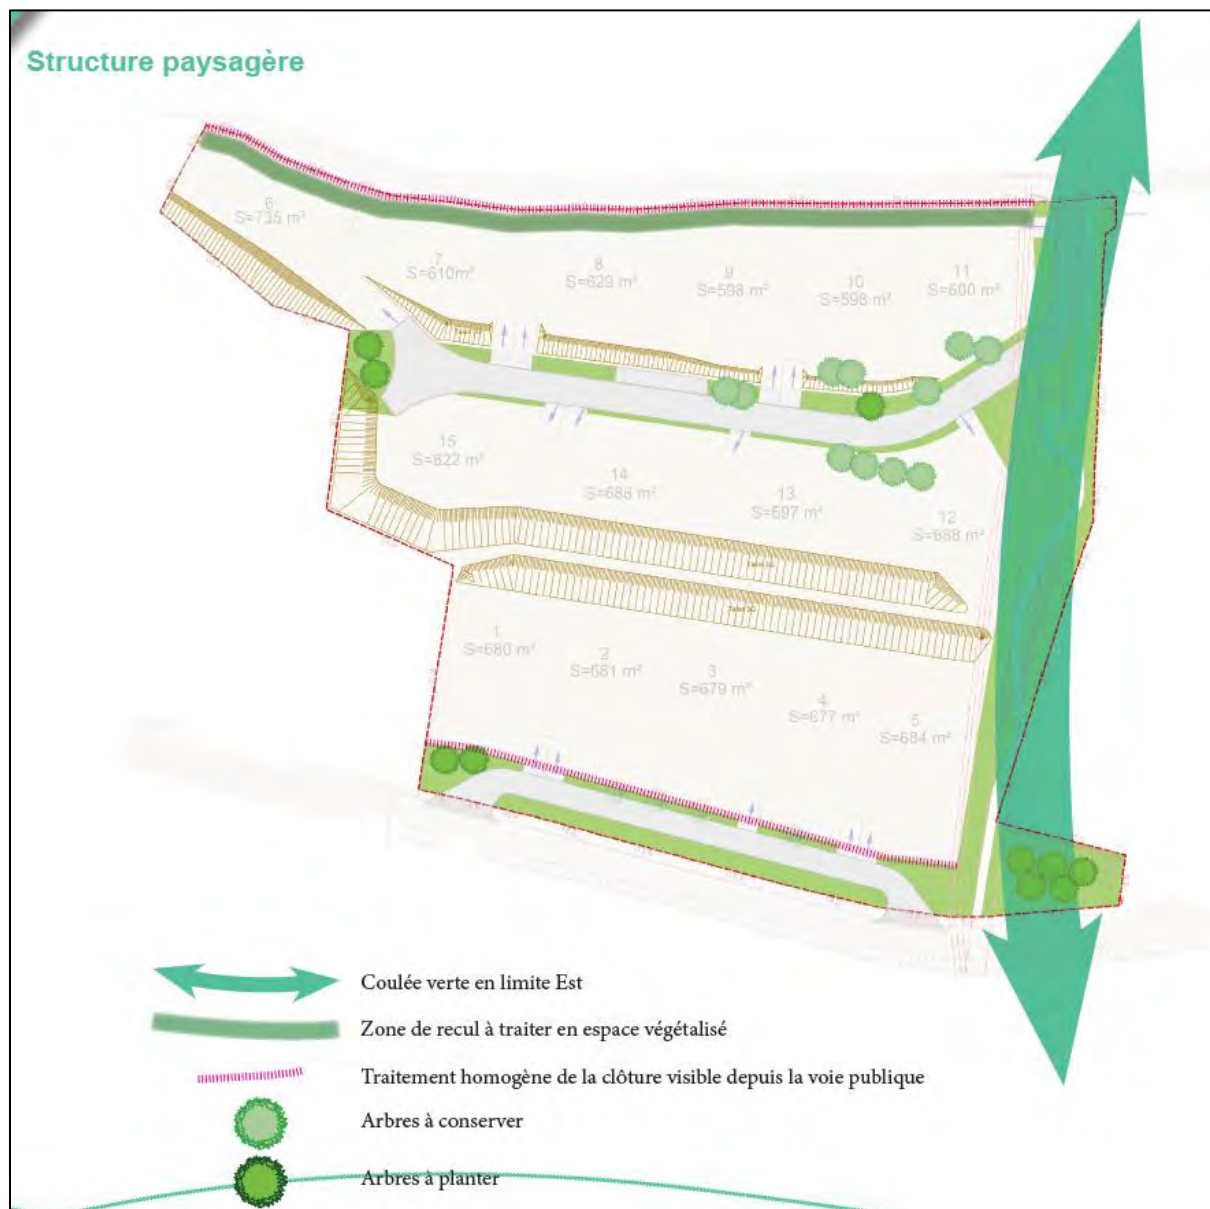 Structure paysagère
6
S=735 m²
7
S=610m²
8
S=629 m²
9
S=598 m²
10
S=598 m²
11
S=600 m²
15
S=822 m²
14
S=688 m²
13
S=697 m²
12
S=688 m²
1
S=680 m²
2
S=681 m²
3
S=679 m²
4
S=677 m²
5
S=684 m²
Coulée verte en limite Est
Zone de recul à traiter en espace végétalisé
Traitement homogène de la clôture visible depuis la voie publique
Arbres à conserver
Arbres à planter